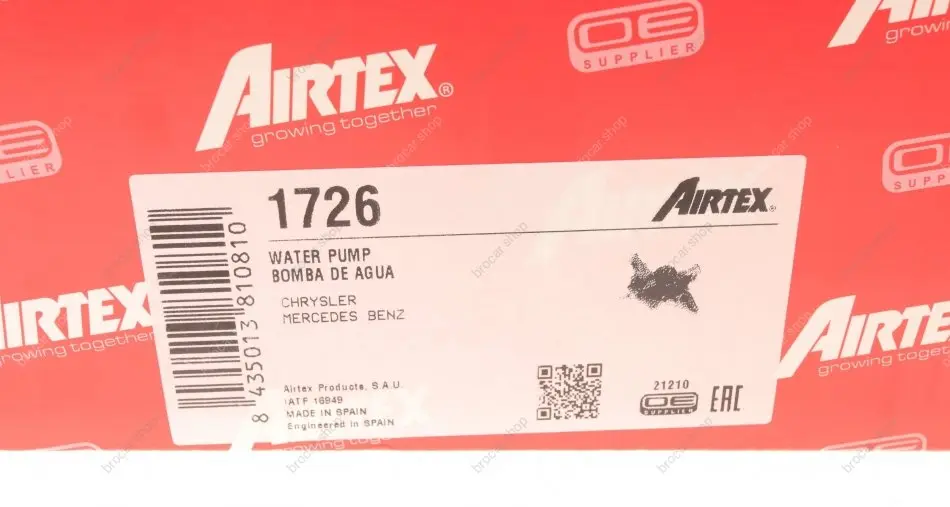 AIRTEX®
growing together
OE
SUPPLIER
1726
AIRTEX®
WATER PUMP
BOMBA DE AGUA
CHRYSLER
MERCEDES BENZ
8 435013 810810
Airtex Products, S.A.U.
IATF 16949
MADE IN SPAIN
Engineered in SPAIN
21210
OE
SUPPLIER
EAC
AIRTEX
growing together
AIRTEX
growing together
OE
SUPPLIER
brocar.shop